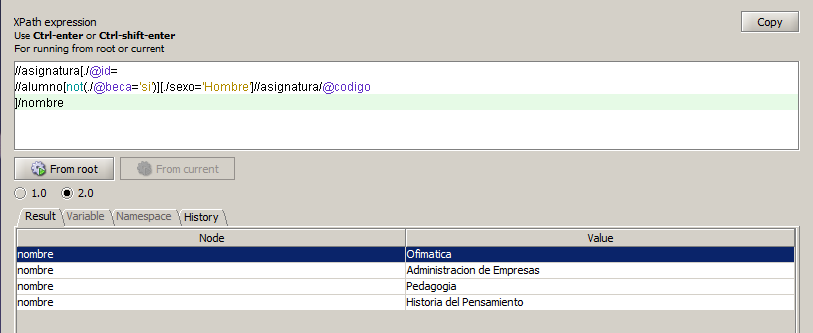 XPath expression
Copy
Use Ctrl-enter or Ctrl-shift-enter
For running from root or current
//asignatura[./@id=
//alumno[not(./@beca='si')][./sexo='Hombre']//asignatura/@codigo
]/nombre
From root From current
1.0 2.0
Result Variable Namespace History
Node Value
nombre Ofimatica
nombre Administracion de Empresas
nombre Pedagogia
nombre Historia del Pensamiento